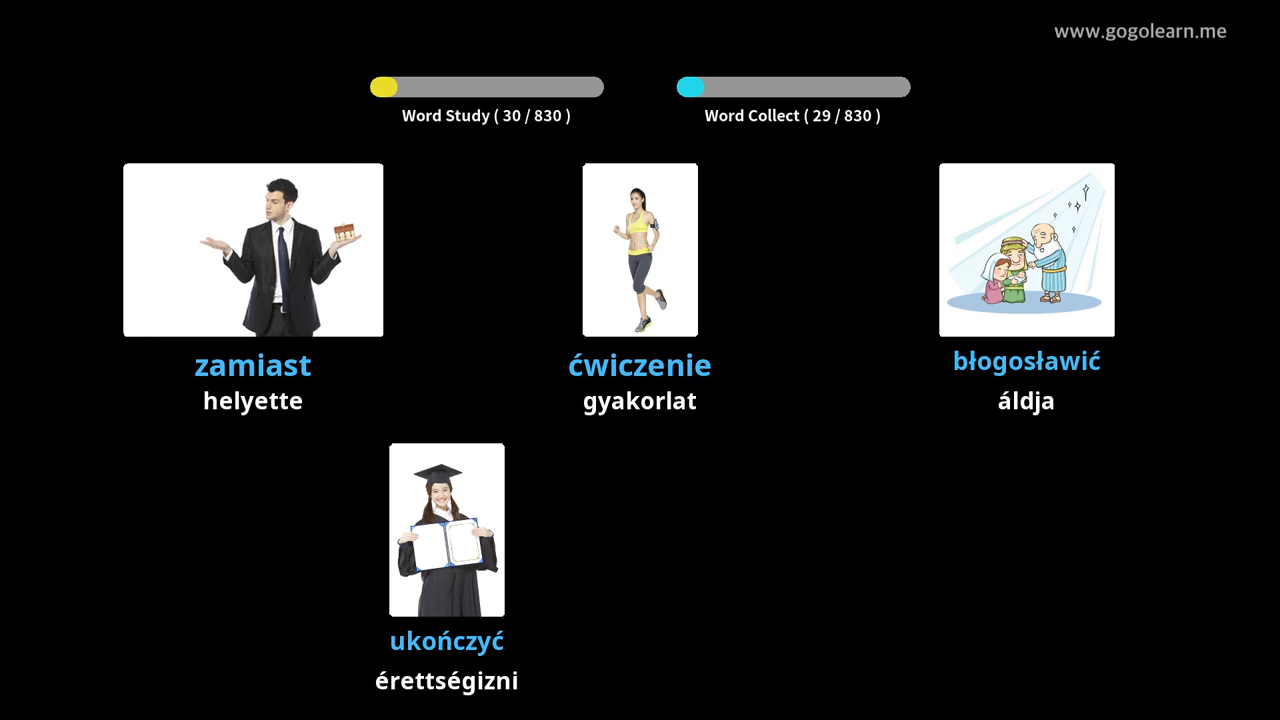 www.gogolearn.me
Word Study ( 30 / 830 )
Word Collect ( 29 / 830 )
zamiast
helyette
ćwiczenie
gyakorlat
błogosławić
áldja
ukończyć
érettségizni